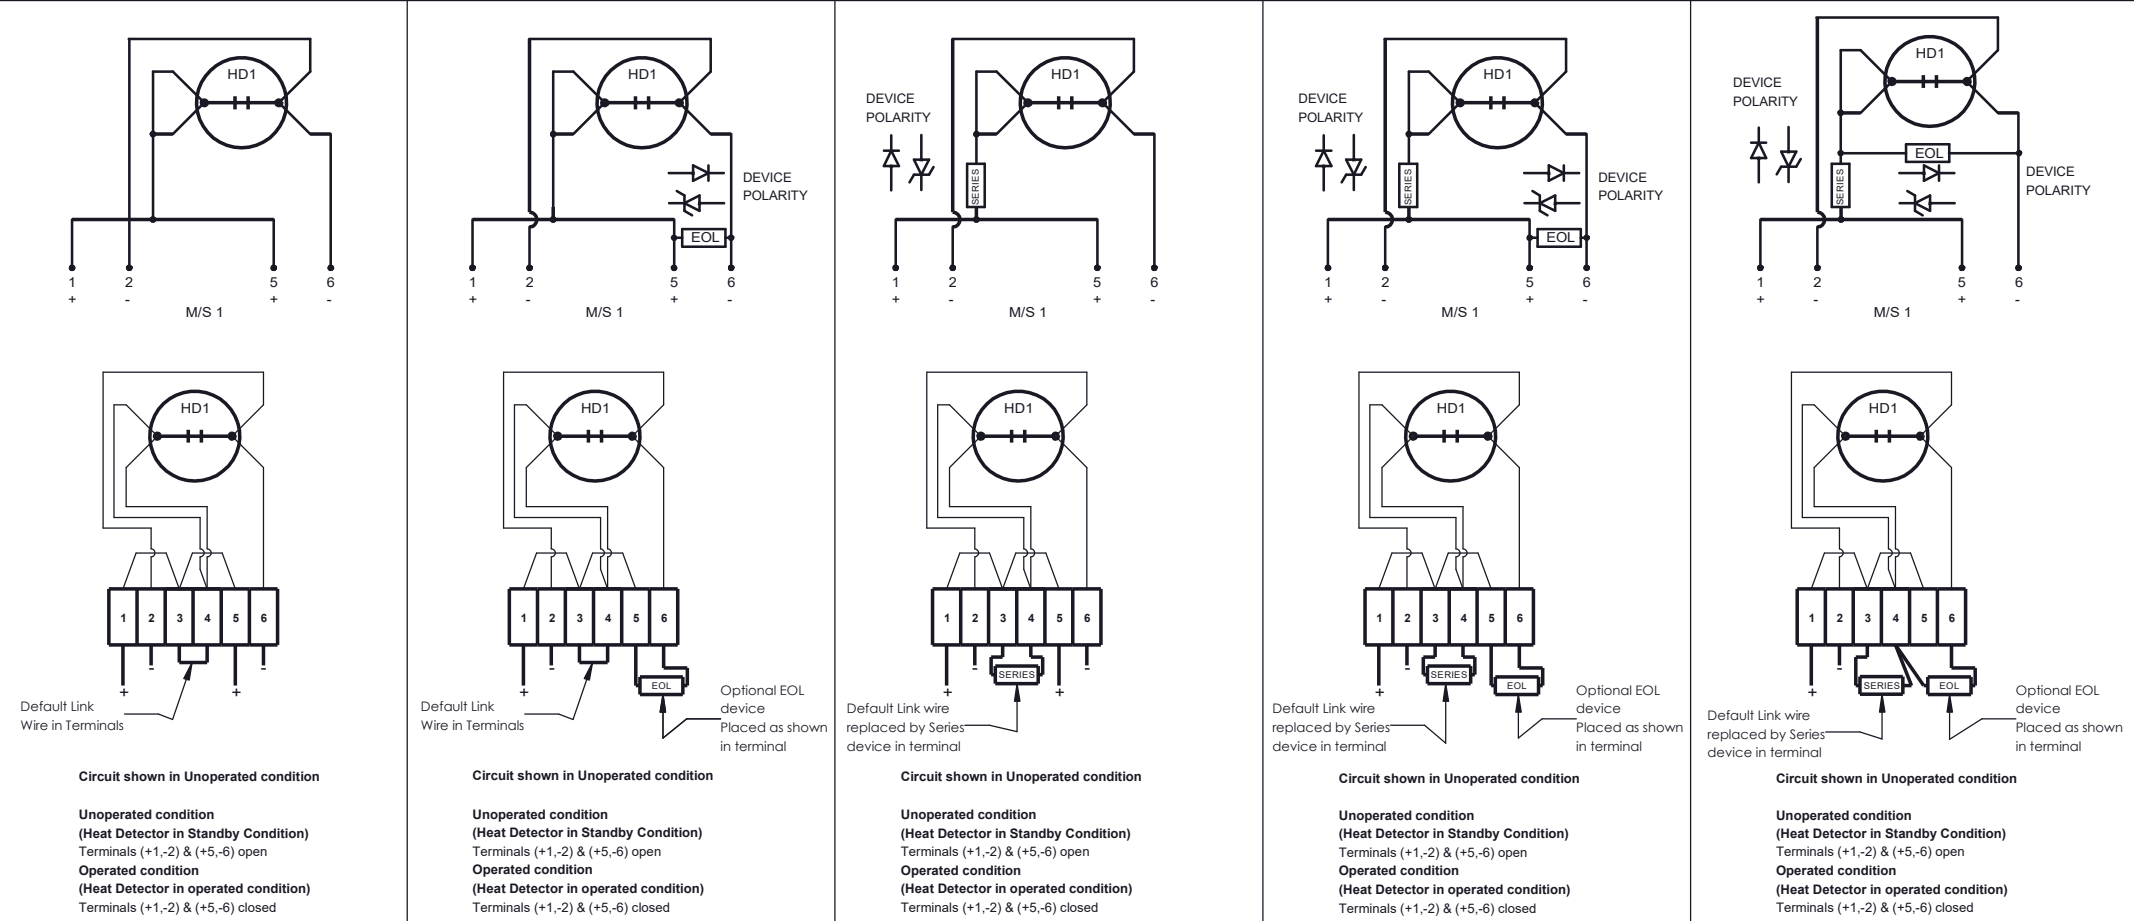 HD1
1 2 5 6
+ - + -
M/S 1
HD1
1 2 3 4 5 6
- -
+ +
Default Link
Wire in Terminals
Circuit shown in Unoperated condition
Unoperated condition
(Heat Detector in Standby Condition)
Terminals (+1,-2) & (+5,-6) open
Operated condition
(Heat Detector in operated condition)
Terminals (+1,-2) & (+5,-6) closed
HD1
DEVICE
POLARITY
EOL
1 2 5 6
+ - + -
M/S 1
HD1
1 2 3 4 5 6
-
EOL
+
Default Link
Wire in Terminals
Optional EOL
device
Placed as shown
in terminal
Circuit shown in Unoperated condition
Unoperated condition
(Heat Detector in Standby Condition)
Terminals (+1,-2) & (+5,-6) open
Operated condition
(Heat Detector in operated condition)
Terminals (+1,-2) & (+5,-6) closed
HD1
DEVICE
POLARITY
SERIES
1 2 5 6
+ - + -
M/S 1
HD1
1 2 3 4 5 6
- -
SERIES
+ +
Default Link wire
replaced by Series
device in terminal
Circuit shown in Unoperated condition
Unoperated condition
(Heat Detector in Standby Condition)
Terminals (+1,-2) & (+5,-6) open
Operated condition
(Heat Detector in operated condition)
Terminals (+1,-2) & (+5,-6) closed
HD1
DEVICE
POLARITY
SERIES
DEVICE
POLARITY
EOL
1 2 5 6
+ - + -
M/S 1
HD1
1 2 3 4 5 6
-
SERIES
EOL
+
Default Link wire
replaced by Series
device in terminal
Optional EOL
device
Placed as shown
in terminal
Circuit shown in Unoperated condition
Unoperated condition
(Heat Detector in Standby Condition)
Terminals (+1,-2) & (+5,-6) open
Operated condition
(Heat Detector in operated condition)
Terminals (+1,-2) & (+5,-6) closed
HD1
DEVICE
POLARITY
EOL
SERIES
DEVICE
POLARITY
1 2 5 6
+ - + -
M/S 1
HD1
1 2 3 4 5 6
-
SERIES EOL
+
Default Link wire
replaced by Series
device in terminal
Optional EOL
device
Placed as shown
in terminal
Circuit shown in Unoperated condition
Unoperated condition
(Heat Detector in Standby Condition)
Terminals (+1,-2) & (+5,-6) open
Operated condition
(Heat Detector in operated condition)
Terminals (+1,-2) & (+5,-6) closed